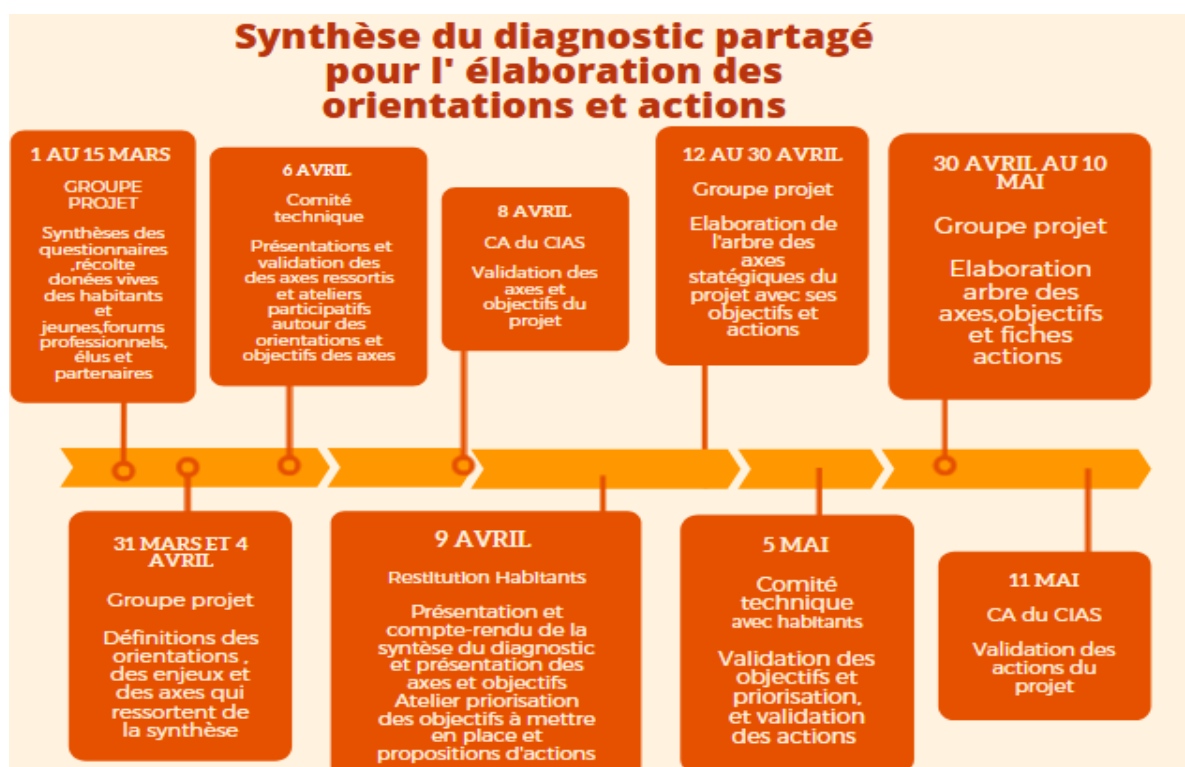 Synthèse du diagnostic partagé
pour l' élaboration des
orientations et actions
1 AU 15 MARS
GROUPE
PROJET
Synthèses des
questionnaires
,récolte
donées vives
des habitants
et
jeunes,forums
professionnels,
élus et
partenaires
31 MARS ET 4
AVRIL
Groupe projet
Définitions des
orientations ,
des enjeux et
des axes qui
ressortent de
la synthèse
6 AVRIL
Comité
technique
Présentations et
validation des
des axes ressortis
et ateliers
participatifs
autour des
orientations et
objectifs des axes
8 AVRIL
CA du CIAS
Validation des
axes et
objectifs du
projet
9 AVRIL
Restitution Habitants
Présentation et
compte-rendu de la
syntèse du diagnostic
et présentation des
axes et objectifs
Atelier priorisation
des objectifs à mettre
en place et
propositions d'actions
12 AU 30 AVRIL
Groupe projet
Elaboration de
l'arbre des
axes
statégiques du
projet avec ses
objectifs et
actions
5 MAI
Comité
technique
avec habitants
Validation des
objectifs et
priorisation,
et validation
des actions
30 AVRIL AU 10
MAI
Groupe projet
Elaboration
arbre des
axes,objectifs
et fiches
actions
11 MAI
CA du CIAS
Validation des
actions du
projet